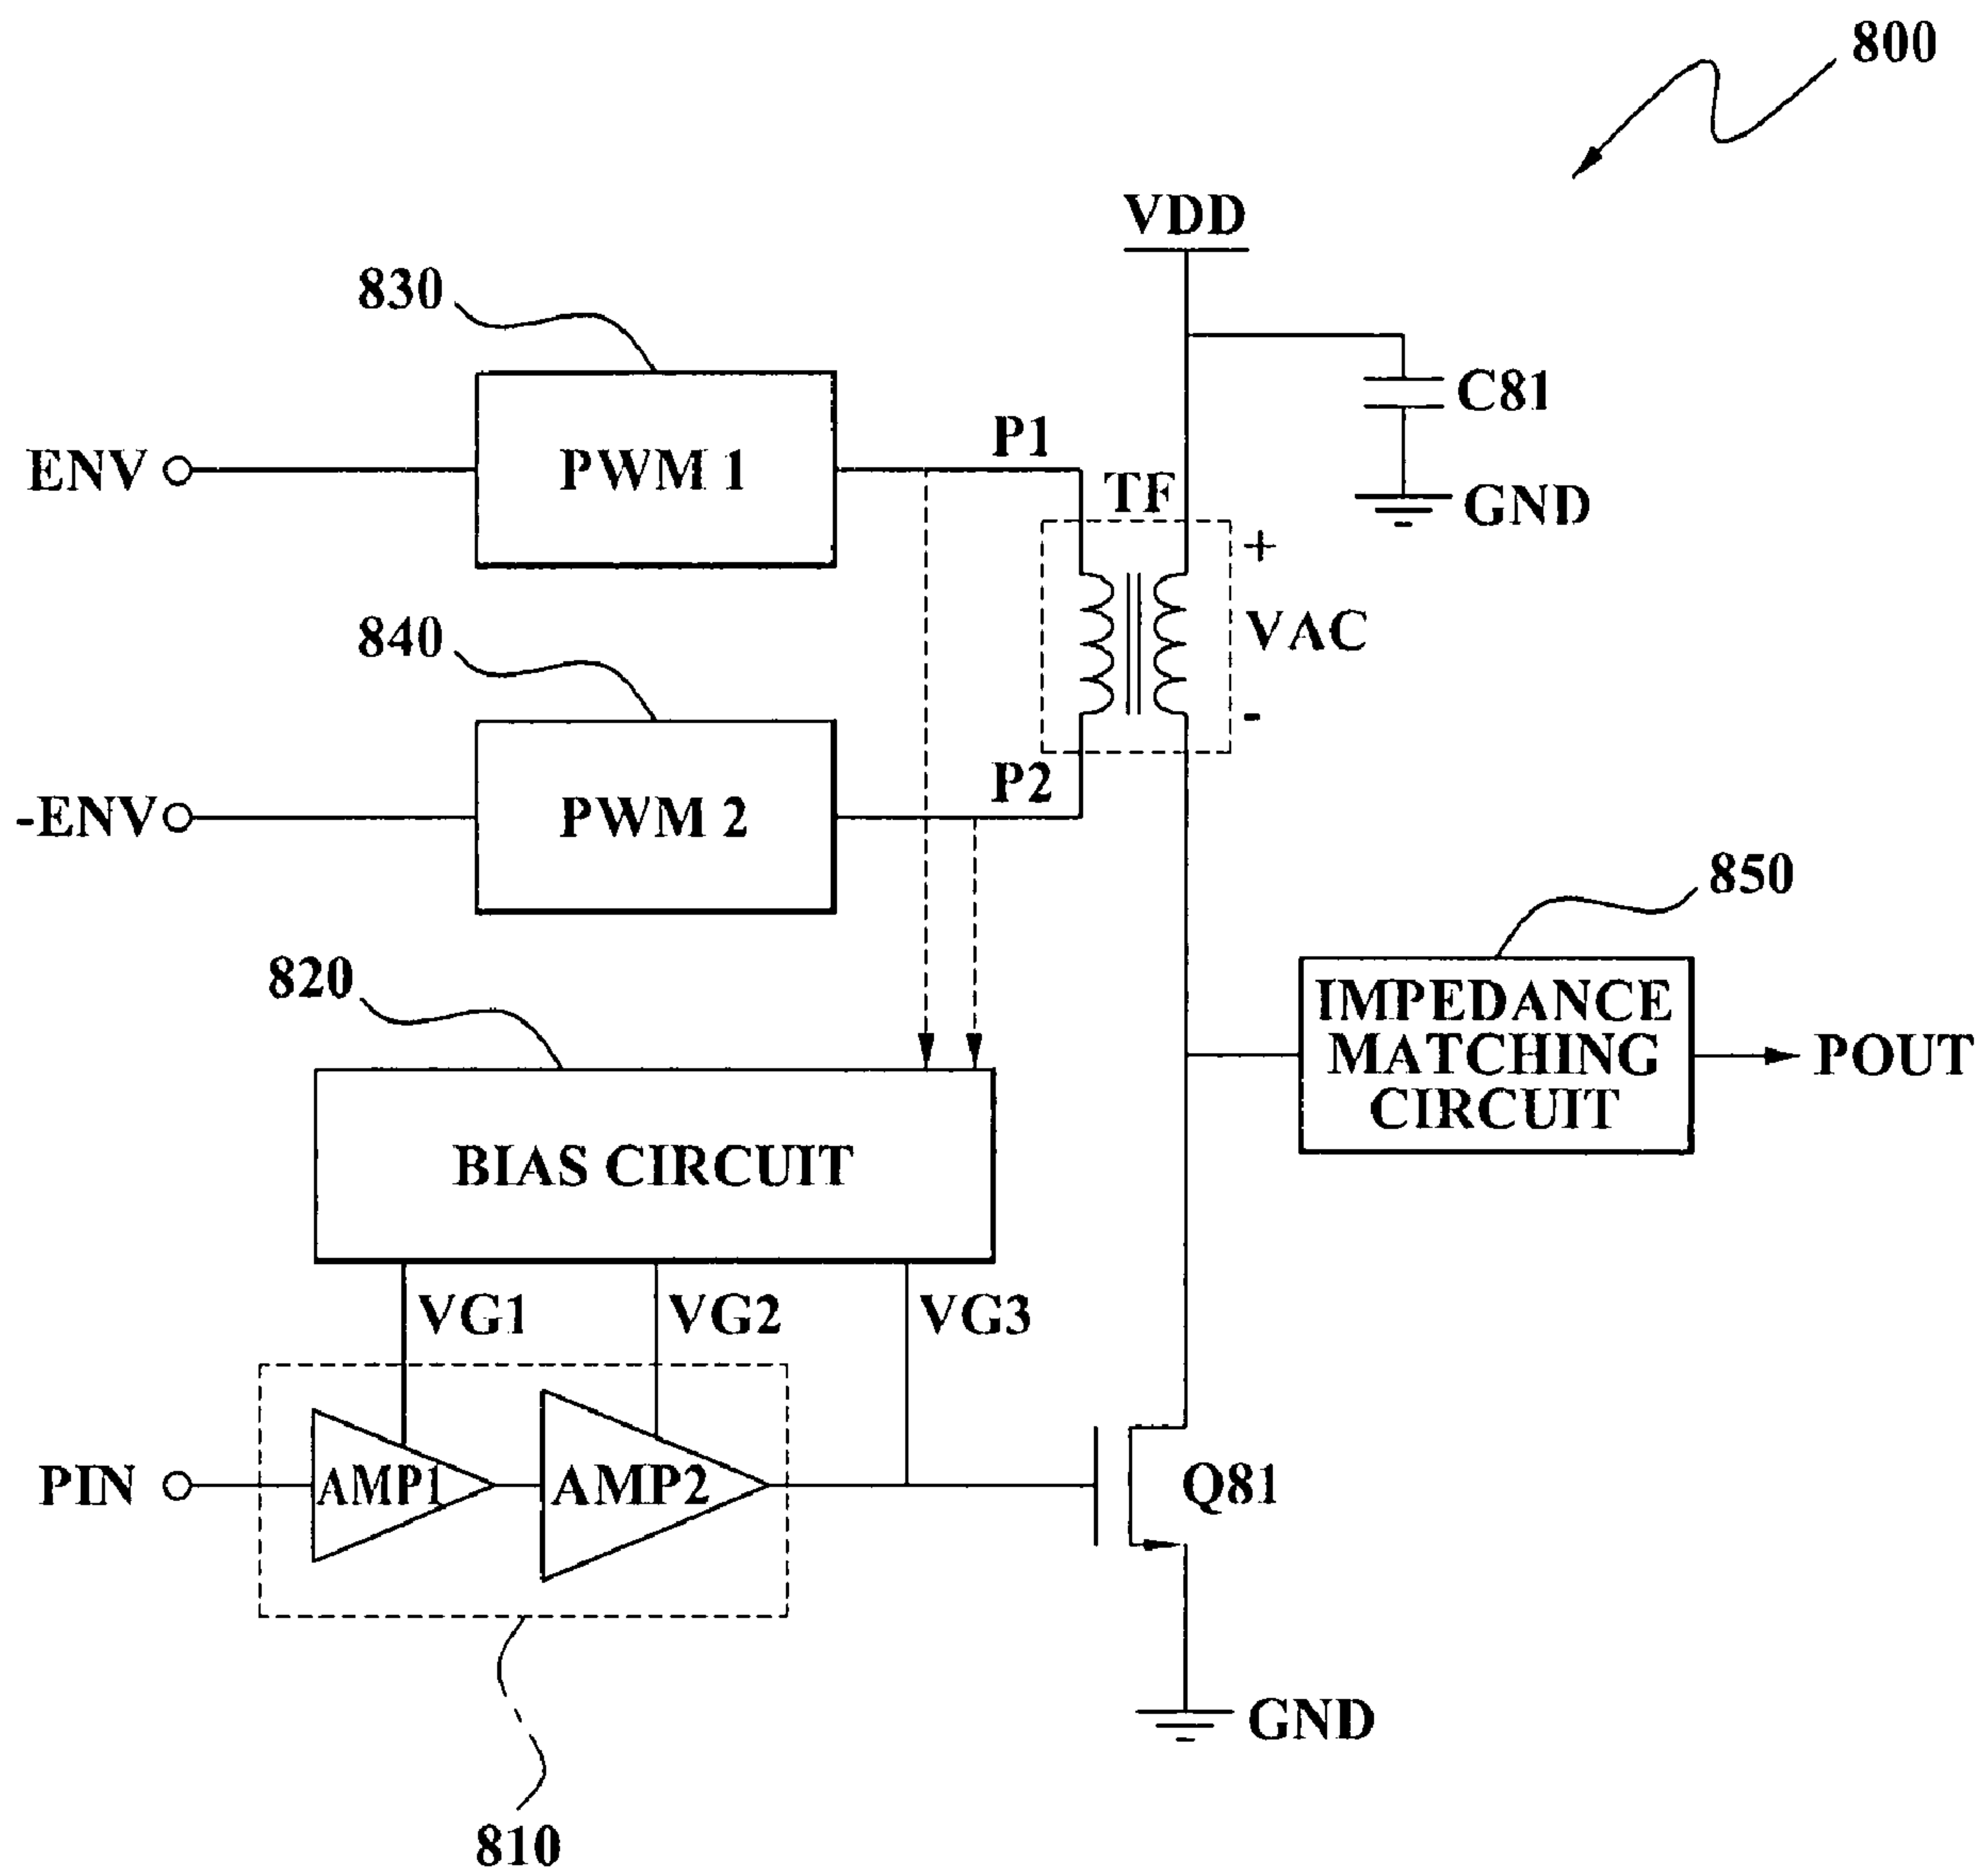 800
VDD
830
C81
P1
ENV
PWM 1
TF
GND
+
VAC
840
-
P2
-ENV
PWM 2
850
820
IMPEDANCE
MATCHING
CIRCUIT
POUT
BIAS CIRCUIT
VG1
VG2
VG3
PIN
AMP1
AMP2
Q81
GND
810